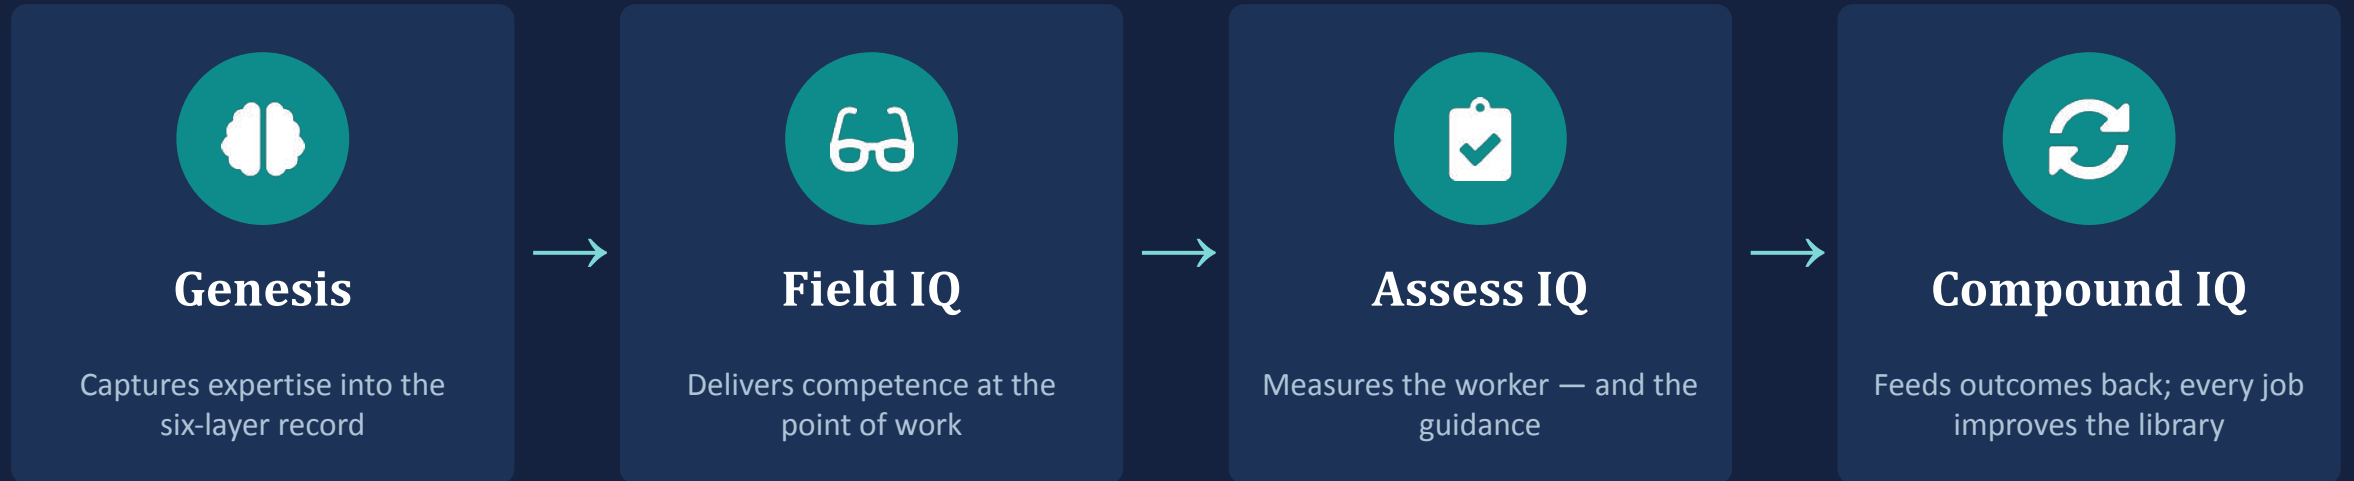 Genesis
Captures expertise into the
six-layer record
Field IQ
Delivers competence at the
point of work
Assess IQ
Measures the worker — and the
guidance
Compound IQ
Feeds outcomes back; every job
improves the library